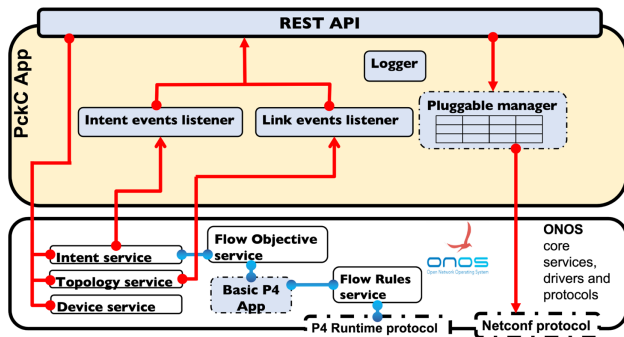 REST API
PckC App
Logger
Intent events listener
Link events listener
Pluggable manager
Intent service
Topology service
Device service
Flow Objective
service
Basic P4
App
Flow Rules
service
onos
Open Network Operating System
ONOS
core
services,
drivers and
protocols
P4 Runtime protocol
Netconf protocol